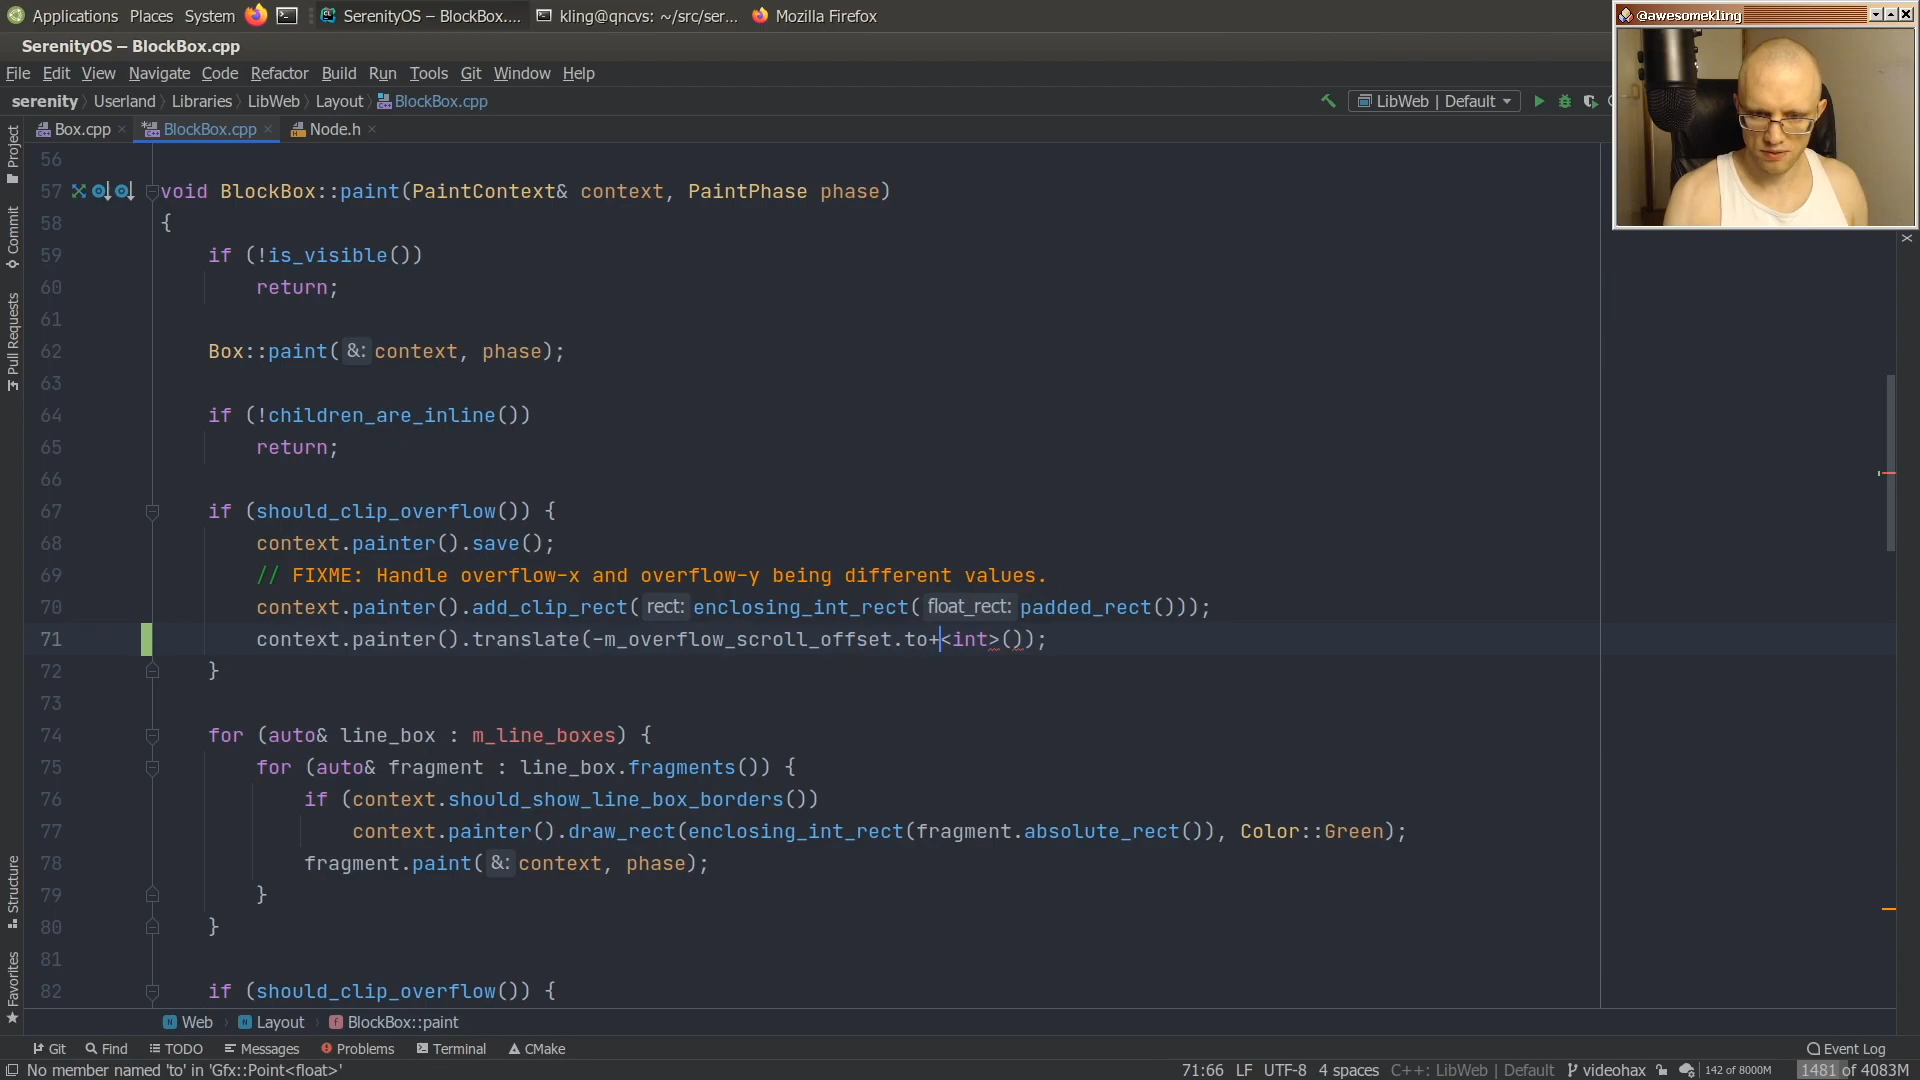 Applications Places System SerenityOS – BlockBox.... kling@qncvs: ~/src/ser... Mozilla Firefox
@awesomekling
SerenityOS – BlockBox.cpp
File Edit View Navigate Code Refactor Build Run Tools Git Window Help
serenity Userland Libraries LibWeb Layout BlockBox.cpp LibWeb | Default
Box.cpp BlockBox.cpp Node.h
Project
Commit
Pull Requests
Structure
Favorites
56
57 void BlockBox::paint(PaintContext& context, PaintPhase phase)
58 {
59 if (!is_visible())
60 return;
61
62 Box::paint( &: context, phase);
63
64 if (!children_are_inline())
65 return;
66
67 if (should_clip_overflow()) {
68 context.painter().save();
69 // FIXME: Handle overflow-x and overflow-y being different values.
70 context.painter().add_clip_rect( rect: enclosing_int_rect( float_rect: padded_rect()));
71 context.painter().translate(-m_overflow_scroll_offset.to+<int>());
72 }
73
74 for (auto& line_box : m_line_boxes) {
75 for (auto& fragment : line_box.fragments()) {
76 if (context.should_show_line_box_borders())
77 context.painter().draw_rect(enclosing_int_rect(fragment.absolute_rect()), Color::Green);
78 fragment.paint( &: context, phase);
79 }
80 }
81
82 if (should_clip_overflow()) {
Web Layout BlockBox::paint
Git Find TODO Messages Problems Terminal CMake Event Log
No member named 'to' in 'Gfx::Point<float>' 71:66 LF UTF-8 4 spaces C++: LibWeb | Default videohax 142 of 8000M 1481 of 4083M